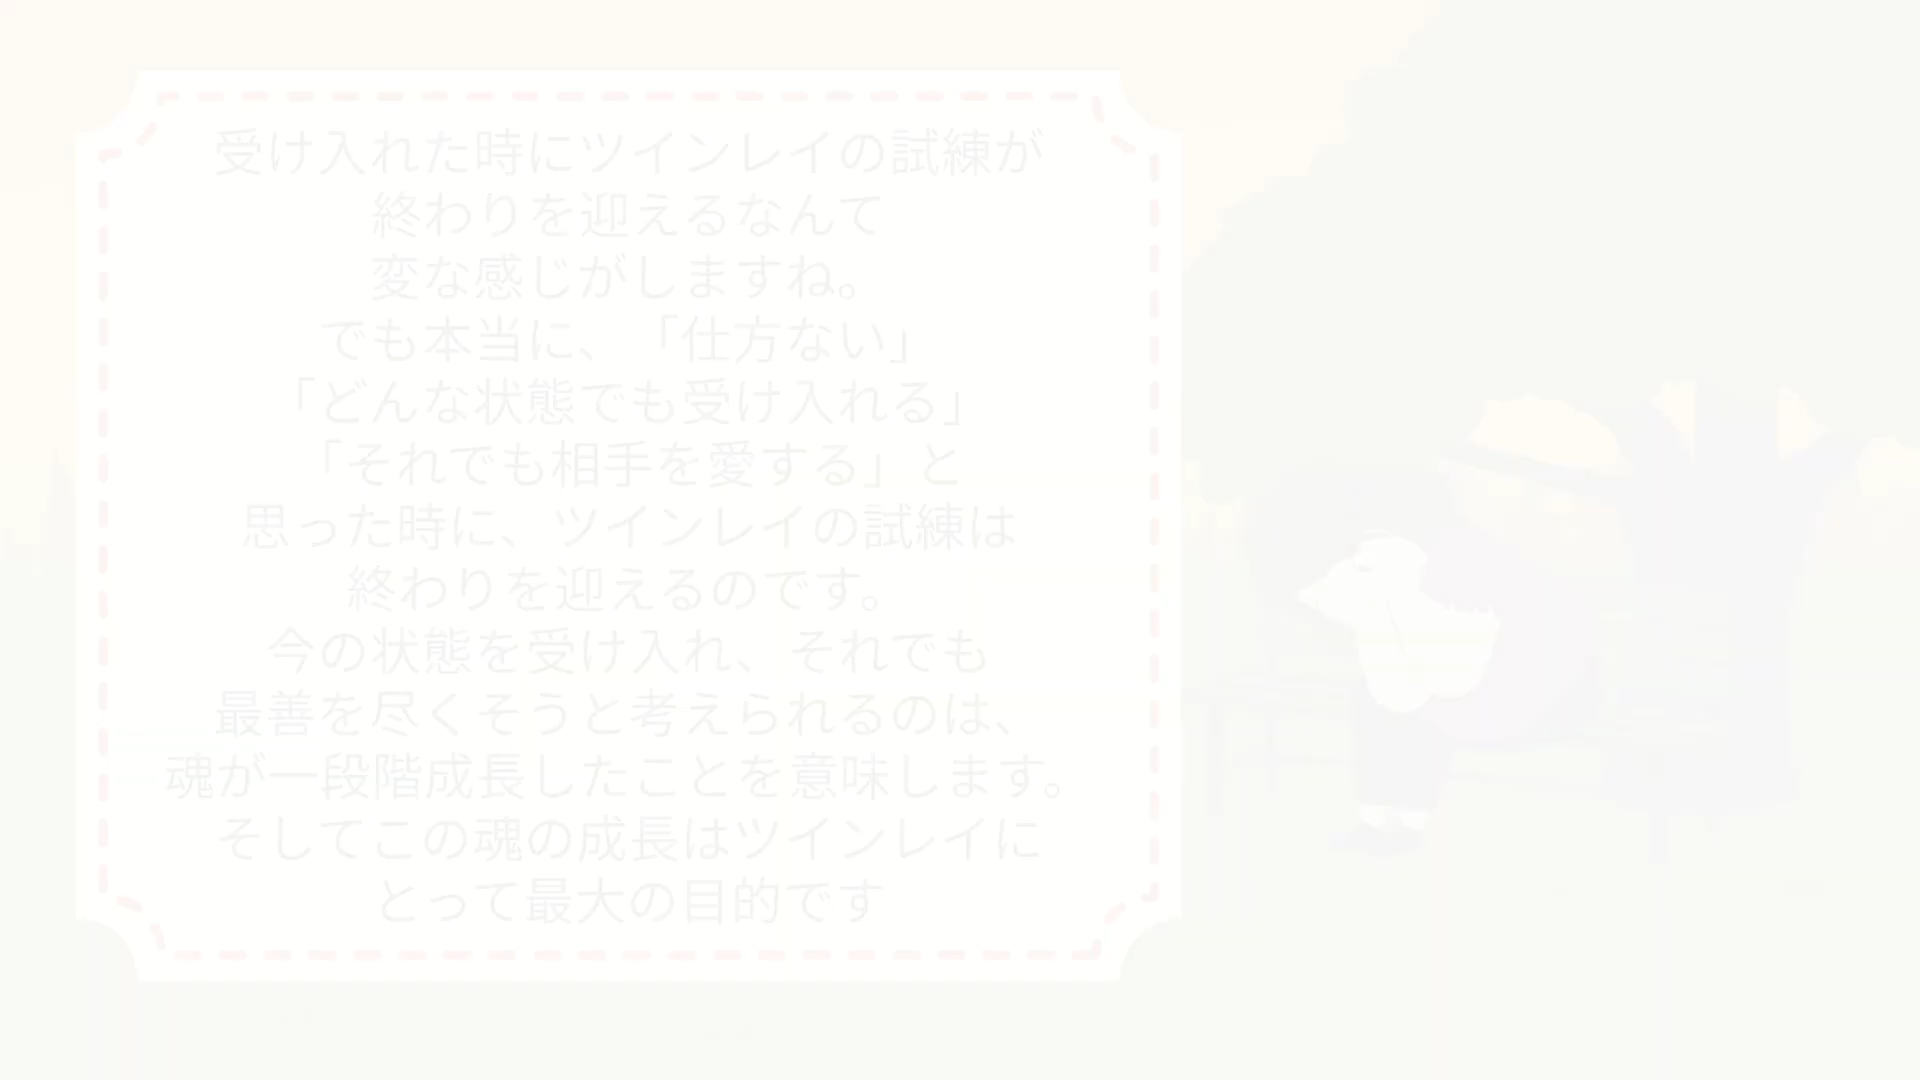 受け入れた時にツインレイの試練が
終わりを迎えるなんて
変な感じがしますね。
でも本当に、「仕方ない」
「どんな状態でも受け入れる」
「それでも相手を愛する」と
思った時に、ツインレイの試練は
終わりを迎えるのです。
今の状態を受け入れ、それでも
最善を尽くそうと考えられるのは、
魂が一段階成長したことを意味します。
そしてこの魂の成長はツインレイに
とって最大の目的です